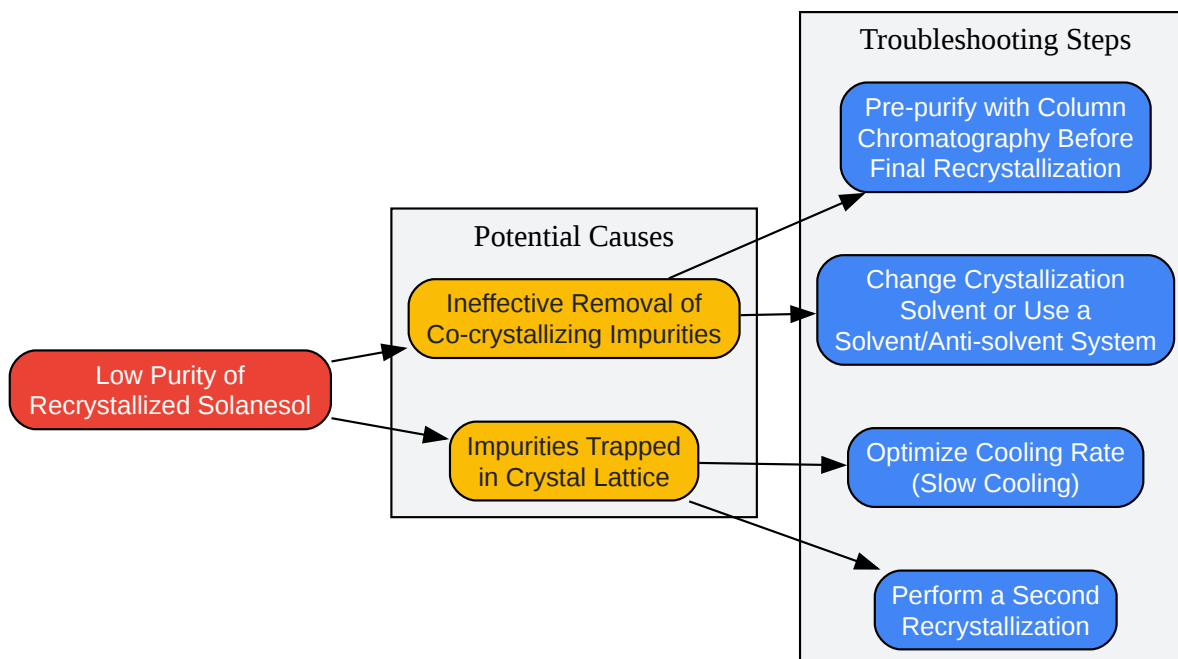 Low Purity of
Recrystallized Solanesol
Potential Causes
Ineffective Removal of
Co-crystallizing Impurities
Impurities Trapped
in Crystal Lattice
Troubleshooting Steps
Pre-purify with Column
Chromatography Before
Final Recrystallization
Change Crystallization
Solvent or Use a
Solvent/Anti-solvent System
Optimize Cooling Rate
(Slow Cooling)
Perform a Second
Recrystallization